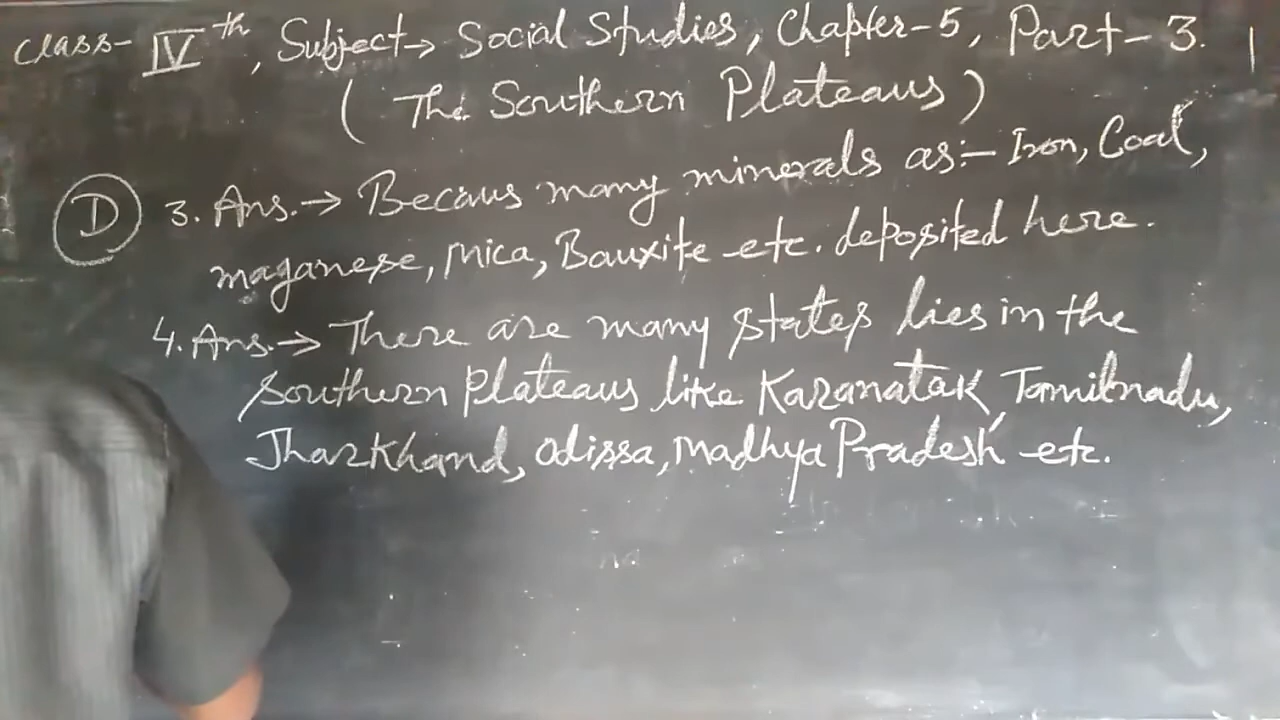 Class- IVth, Subject→ Social Studies, Chapter-5, Part-3.
( The Southern Plateaus )
D 3. Ans.→ Becaus many minerals as:- Iron, Coal,
maganese, Mica, Bauxite etc. deposited here.
4. Ans.→ There are many states lies in the
Southern Plateaus like Karanatak, Tamilnadu,
Jharkhand, Odissa, Madhya Pradesh etc.